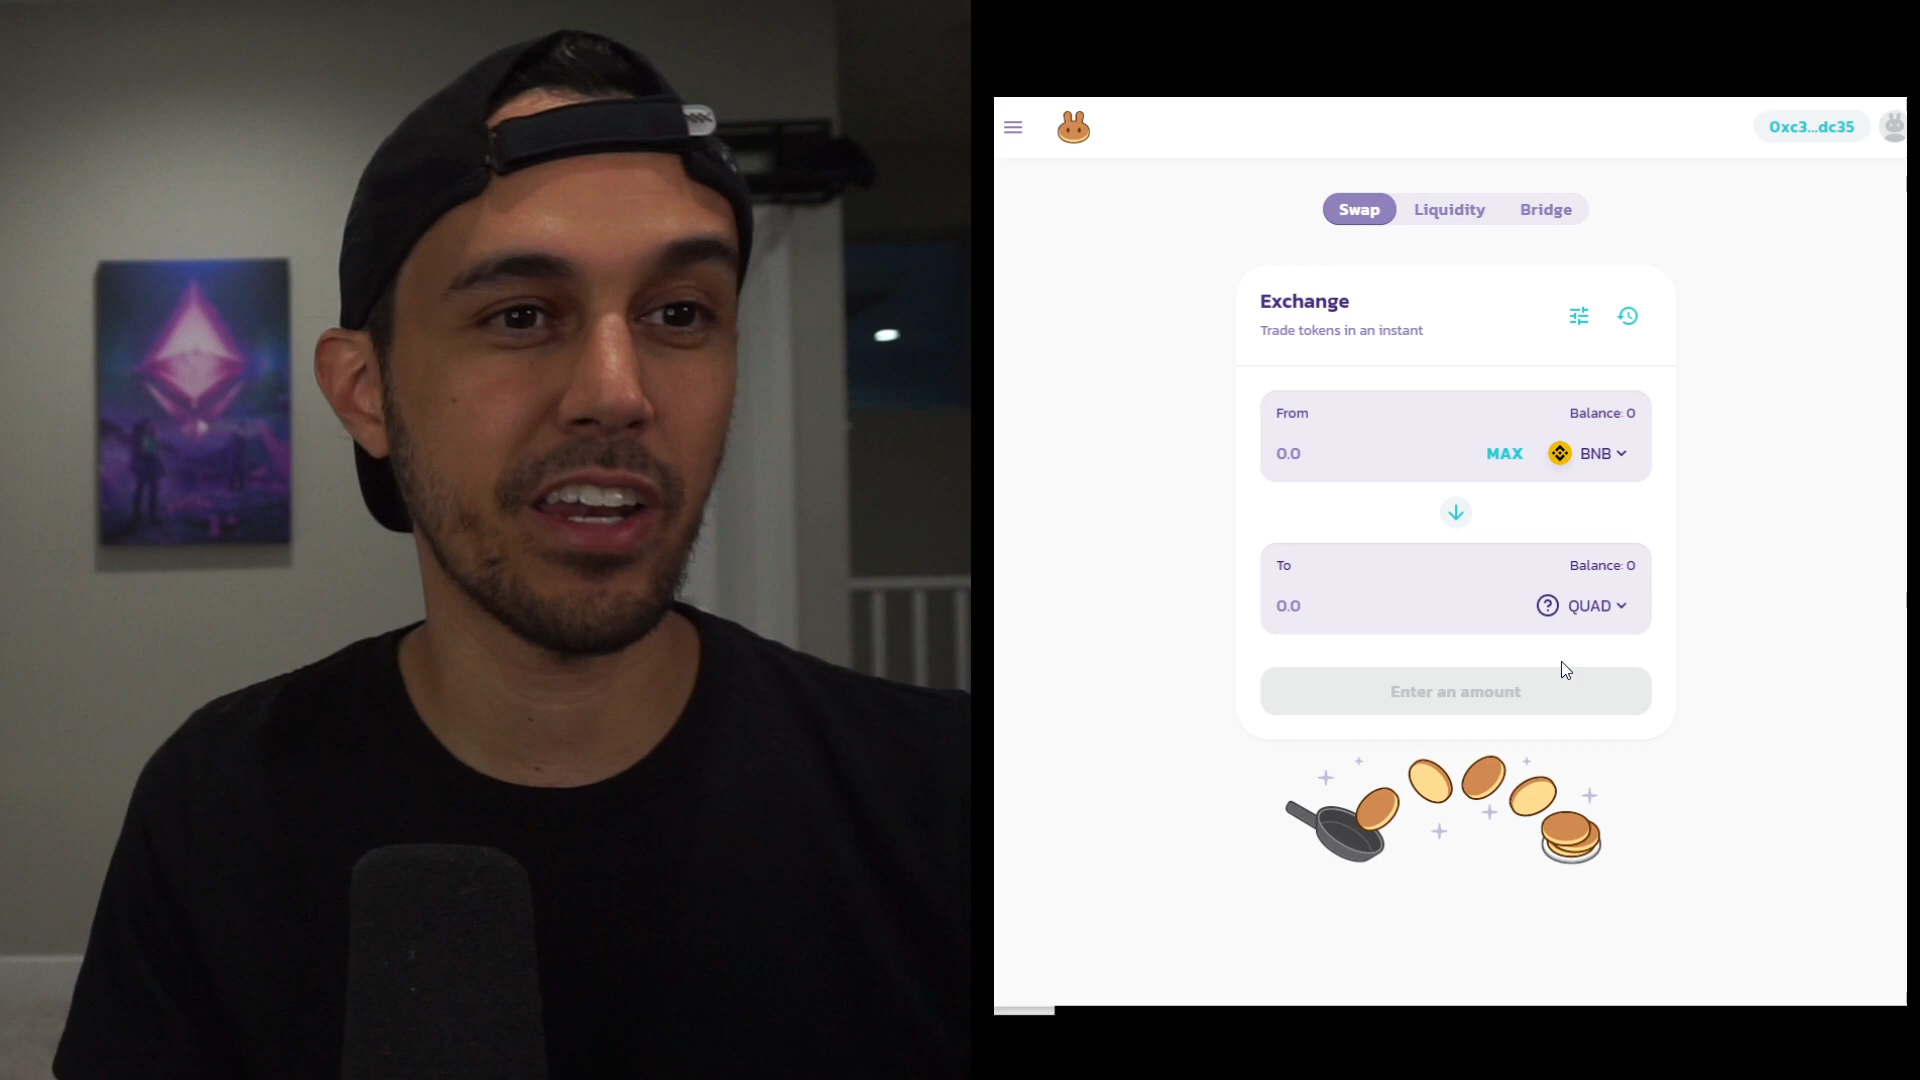 0xc3...dc35
Swap Liquidity Bridge
Exchange
Trade tokens in an instant
From Balance: 0
0.0 MAX BNB
To Balance: 0
0.0 QUAD
Enter an amount